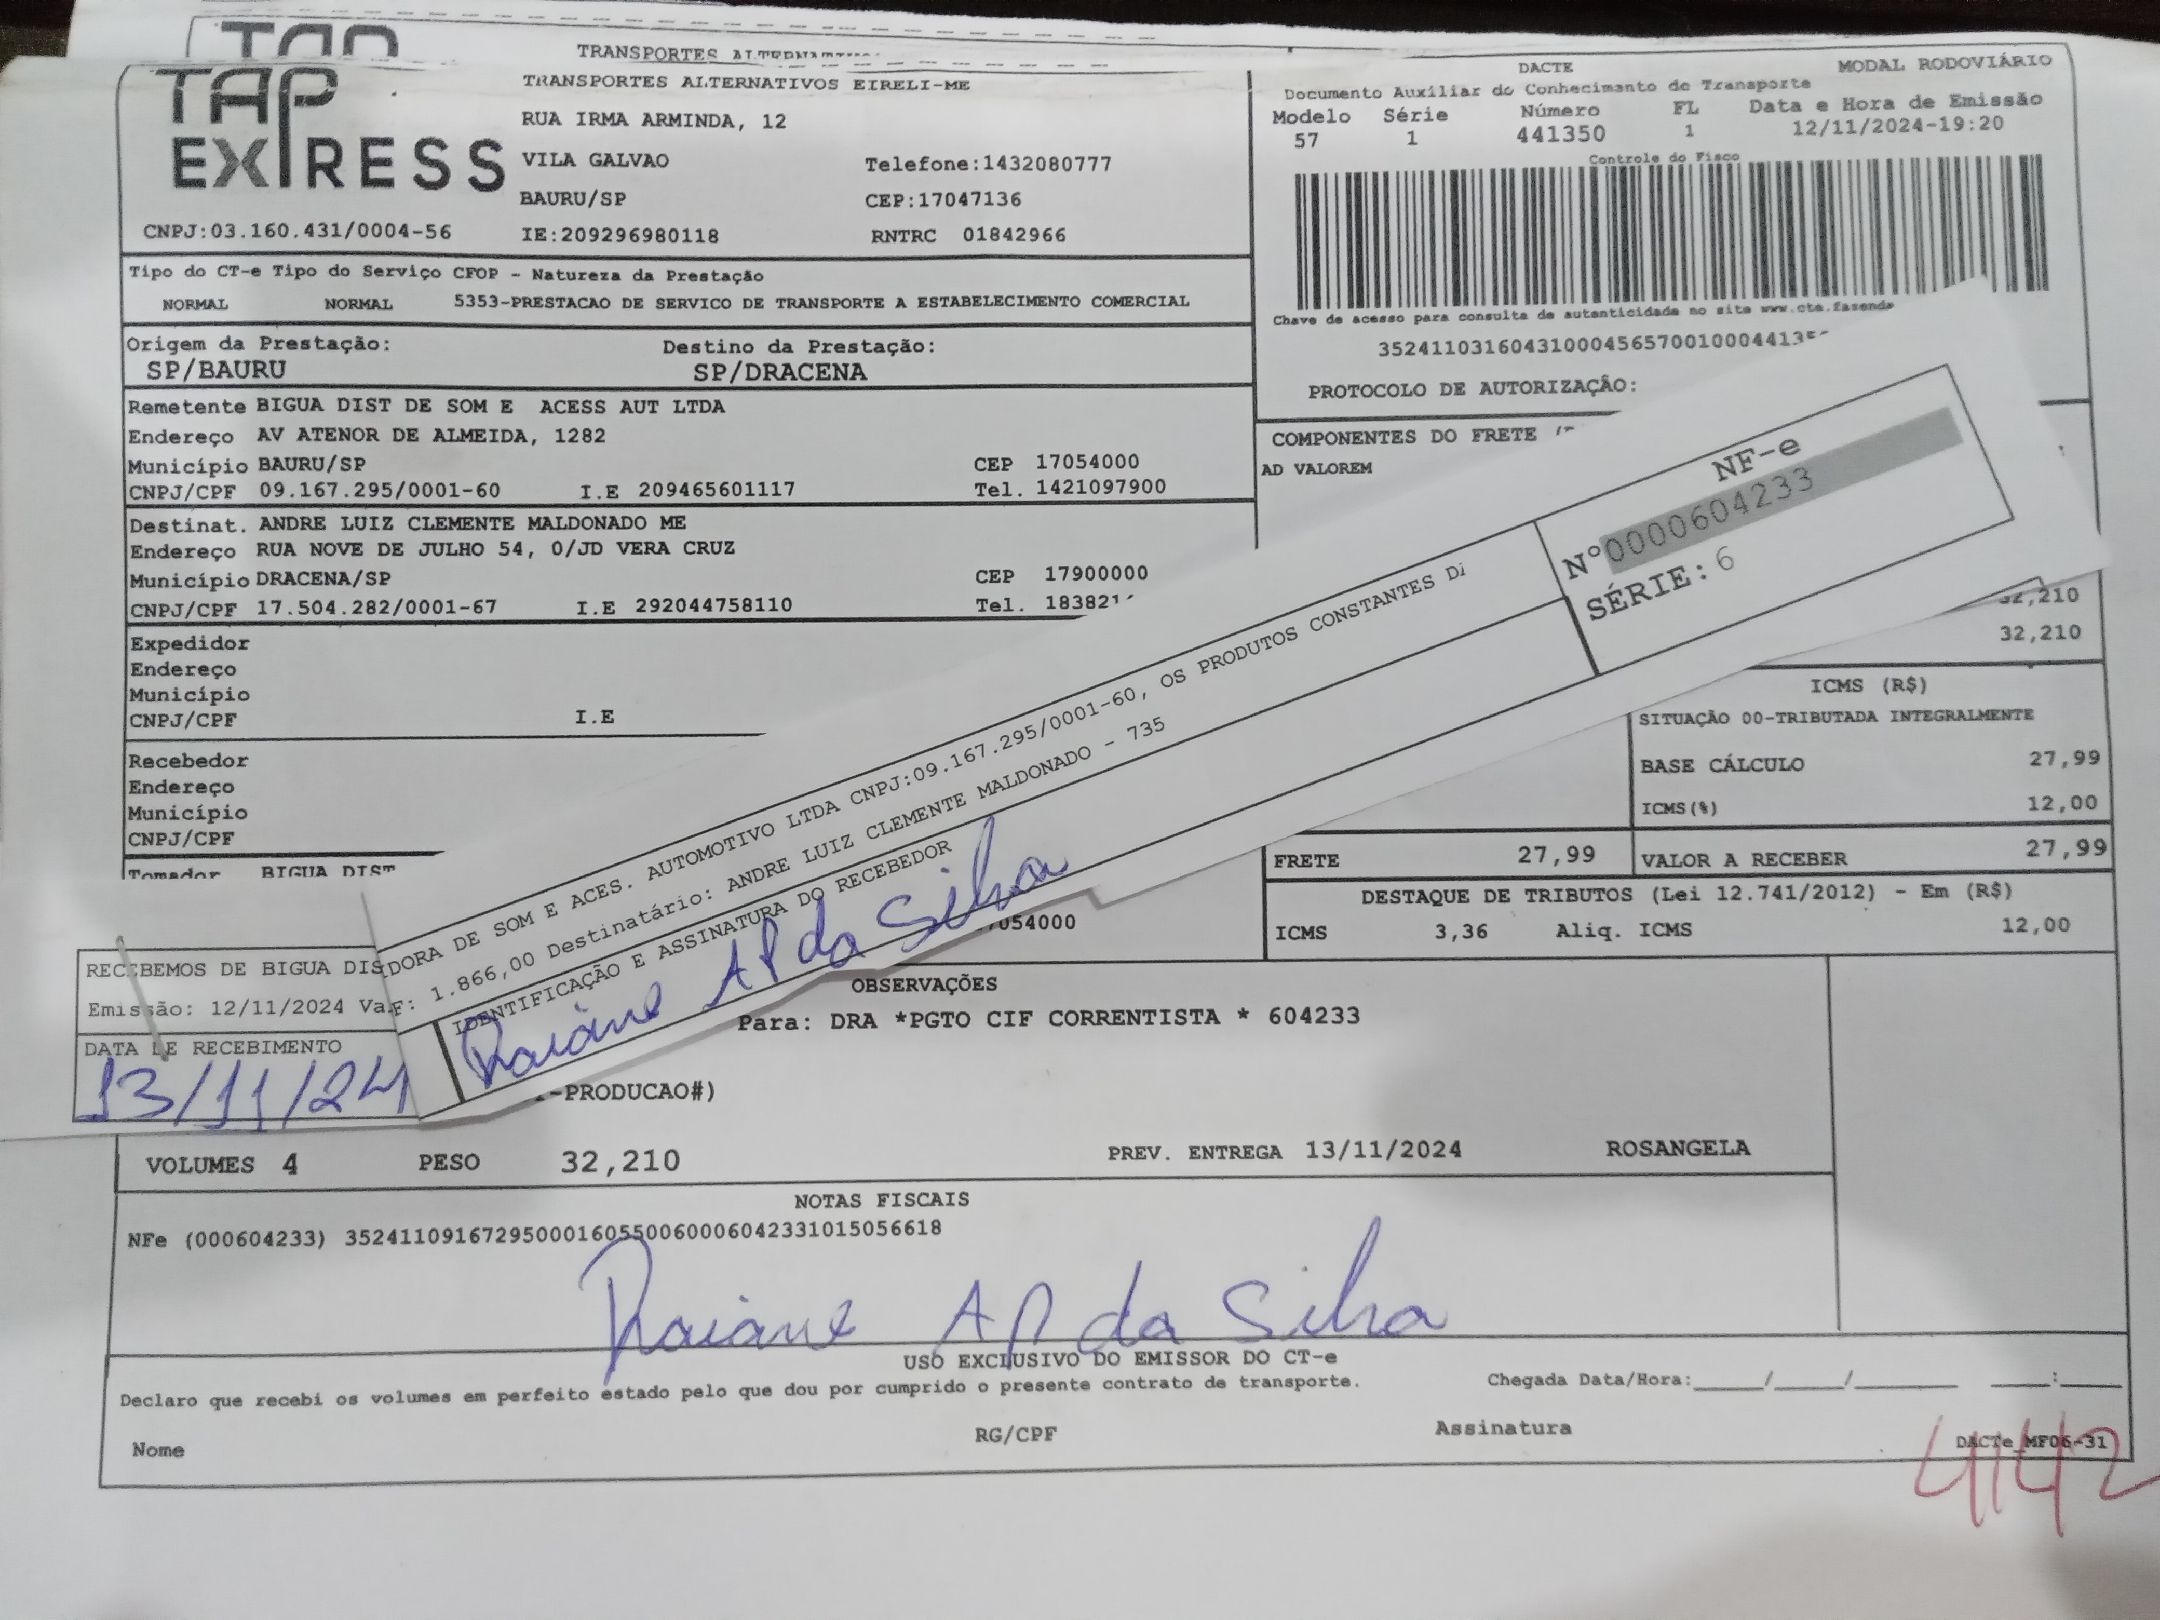 TAP
TRANSPORTES
TAP
EXPRESS
TRANSPORTES ALTERNATIVOS EIRELI-ME
RUA IRMA ARMINDA, 12
VILA GALVAO Telefone:1432080777
BAURU/SP CEP:17047136
CNPJ:03.160.431/0004-56 IE:209296980118 RNTRC 01842966
DACTE MODAL RODOVIÁRIO
Documento Auxiliar do Conhecimento de Transporte
Modelo Série Número FL Data e Hora de Emissão
57 1 441350 1 12/11/2024-19:20
Controle do Fisco
Chave de acesso para consulta de autenticidade no site www.cte.fazenda
PROTOCOLO DE AUTORIZAÇÃO:
Tipo do CT-e Tipo do Serviço CFOP - Natureza da Prestação
NORMAL NORMAL 5353-PRESTACAO DE SERVICO DE TRANSPORTE A ESTABELECIMENTO COMERCIAL
Origem da Prestação: Destino da Prestação:
SP/BAURU SP/DRACENA
Remetente BIGUA DIST DE SOM E ACESS AUT LTDA
Endereço AV ATENOR DE ALMEIDA, 1282
Município BAURU/SP CEP 17054000
CNPJ/CPF 09.167.295/0001-60 I.E 209465601117 Tel. 1421097900
Destinat. ANDRE LUIZ CLEMENTE MALDONADO ME
Endereço RUA NOVE DE JULHO 54, 0/JD VERA CRUZ
Município DRACENA/SP CEP 17900000
CNPJ/CPF 17.504.282/0001-67 I.E 292044758110 Tel. 183821
Expedidor
Endereço
Município
CNPJ/CPF I.E
Recebedor
Endereço
Município
CNPJ/CPF
Tomador BIGUA DIST
COMPONENTES DO FRETE
AD VALOREM
32,210
32,210
ICMS (R$)
SITUAÇÃO 00-TRIBUTADA INTEGRALMENTE
BASE CÁLCULO 27,99
ICMS(%) 12,00
FRETE 27,99 VALOR A RECEBER 27,99
DESTAQUE DE TRIBUTOS (Lei 12.741/2012) - Em (R$)
ICMS 3,36 Aliq. ICMS 12,00
NF-e
Nº0000604233
SÉRIE:6
RECEBEMOS DE BIGUA DIS
DORA DE SOM E ACES. AUTOMOTIVO LTDA CNPJ:09.167.295/0001-60, OS PRODUTOS CONSTANTES
Emissão: 12/11/2024 Va
F: 1.866,00 Destinatário: ANDRE LUIZ CLEMENTE MALDONADO - 735
DATA DE RECEBIMENTO
IDENTIFICAÇÃO E ASSINATURA DO RECEBEDOR
13/11/24
Raiane AP da Silva
054000
OBSERVAÇÕES
Para: DRA *PGTO CIF CORRENTISTA * 604233
-PRODUCAO#)
VOLUMES 4 PESO 32,210 PREV. ENTREGA 13/11/2024 ROSANGELA
NOTAS FISCAIS
NFe (000604233) 35241109167295000160550060006042331015056618
Raiane AP da Silva
USO EXCLUSIVO DO EMISSOR DO CT-e
Declaro que recebi os volumes em perfeito estado pelo que dou por cumprido o presente contrato de transporte. Chegada Data/Hora:_____/_____/_______ ____:____
Nome RG/CPF Assinatura
DACTe_MF06-31
4142